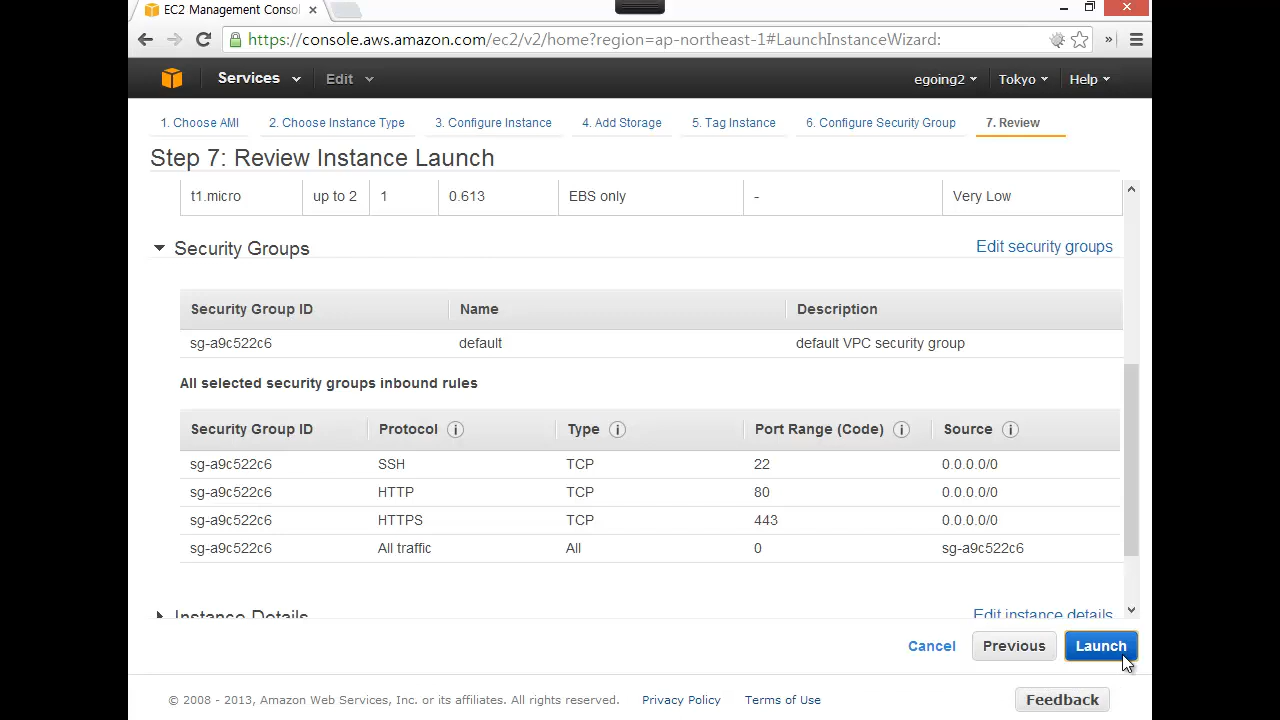 EC2 Management Consol
https://console.aws.amazon.com/ec2/v2/home?region=ap-northeast-1#LaunchInstanceWizard:
Services Edit egoing2 Tokyo Help
1. Choose AMI 2. Choose Instance Type 3. Configure Instance 4. Add Storage 5. Tag Instance 6. Configure Security Group 7. Review
Step 7: Review Instance Launch
t1.micro up to 2 1 0.613 EBS only - Very Low
Security Groups Edit security groups
Security Group ID Name Description
sg-a9c522c6 default default VPC security group
All selected security groups inbound rules
Security Group ID Protocol i Type i Port Range (Code) i Source i
sg-a9c522c6 SSH TCP 22 0.0.0.0/0
sg-a9c522c6 HTTP TCP 80 0.0.0.0/0
sg-a9c522c6 HTTPS TCP 443 0.0.0.0/0
sg-a9c522c6 All traffic All 0 sg-a9c522c6
Instance Details Edit instance details
Cancel Previous Launch
© 2008 - 2013, Amazon Web Services, Inc. or its affiliates. All rights reserved. Privacy Policy Terms of Use Feedback